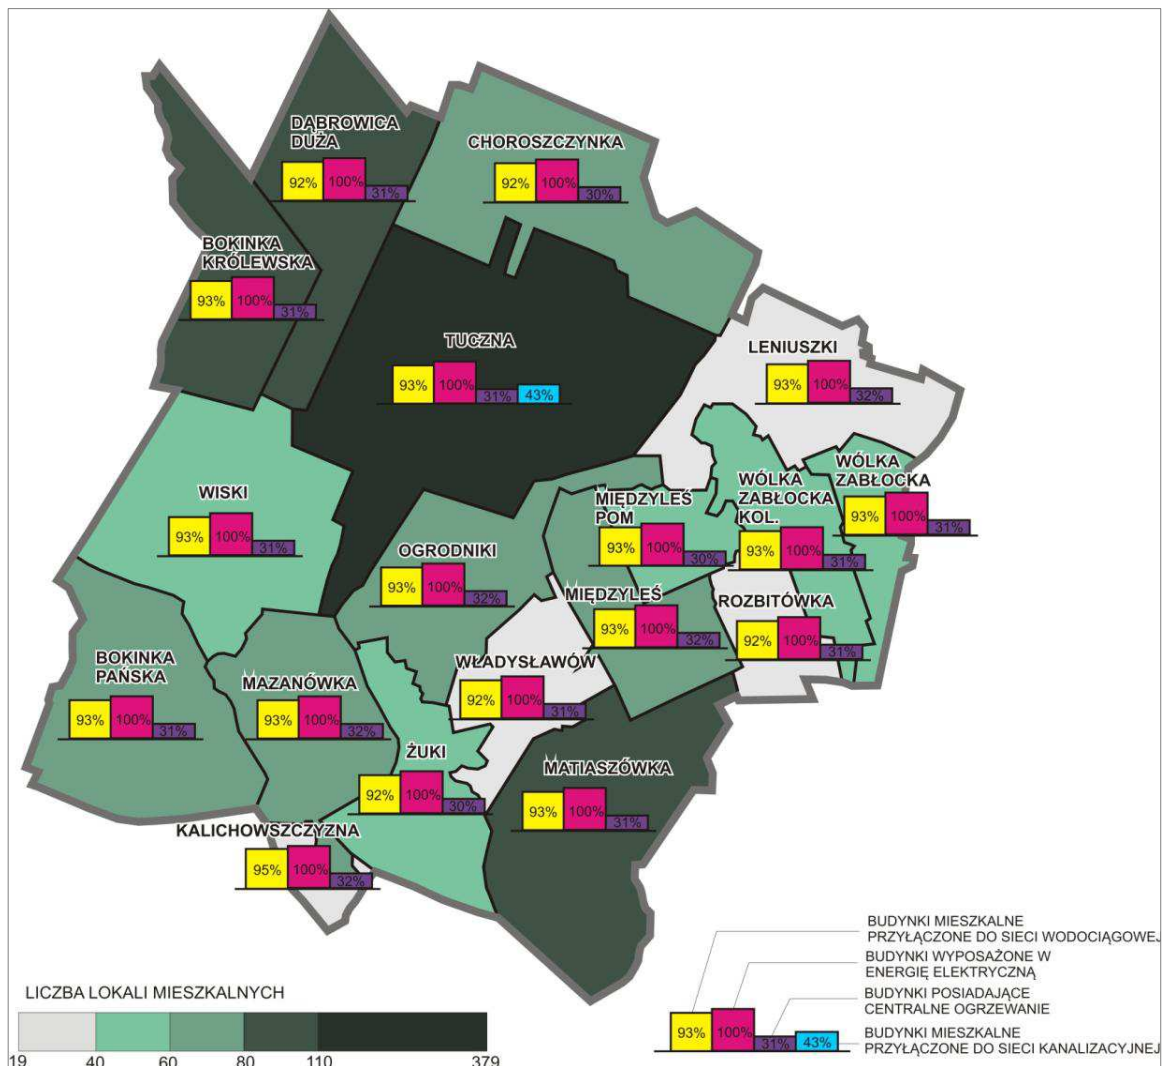 DĄBROWICA
DUŻA
92% 100% 31%
CHOROSZCZYNKA
92% 100% 30%
BOKINKA
KRÓLEWSKA
93% 100% 31%
TUCZNA
93% 100% 31% 43%
LENIUSZKI
93% 100% 32%
WISKI
93% 100% 31%
OGRODNIKI
93% 100% 32%
MIĘDZYLEŚ
POM
93% 100% 30%
WÓLKA
ZABŁOCKA
KOL.
93% 100% 31%
WÓLKA
ZABŁOCKA
93% 100% 31%
MIĘDZYLEŚ
93% 100% 32%
ROZBITÓWKA
92% 100% 31%
BOKINKA
PAŃSKA
93% 100% 31%
MAZANÓWKA
93% 100% 32%
WŁADYSŁAWÓW
92% 100% 31%
ŻUKI
92% 100% 30%
MATIASZÓWKA
93% 100% 31%
KALICHOWSZCZYZNA
95% 100% 32%
LICZBA LOKALI MIESZKALNYCH
19 40 60 80 110 379
BUDYNKI MIESZKALNE
PRZYŁĄCZONE DO SIECI WODOCIĄGOWEJ
BUDYNKI WYPOSAŻONE W
ENERGIĘ ELEKTRYCZNĄ
BUDYNKI POSIADAJĄCE
CENTRALNE OGRZEWANIE
BUDYNKI MIESZKALNE
PRZYŁĄCZONE DO SIECI KANALIZACYJNEJ
93% 100% 31% 43%